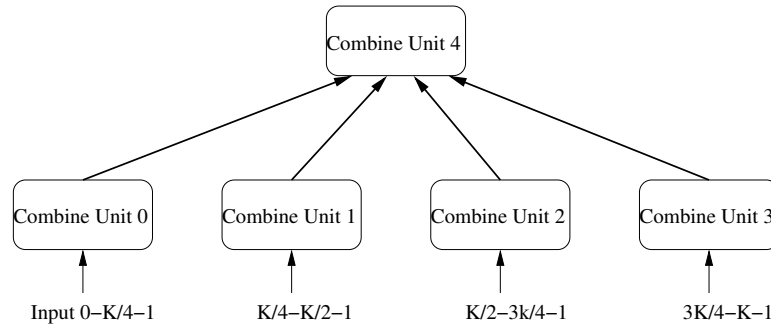 Combine Unit 4
Combine Unit 0
Combine Unit 1
Combine Unit 2
Combine Unit 3
Input 0−K/4−1
K/4−K/2−1
K/2−3k/4−1
3K/4−K−1